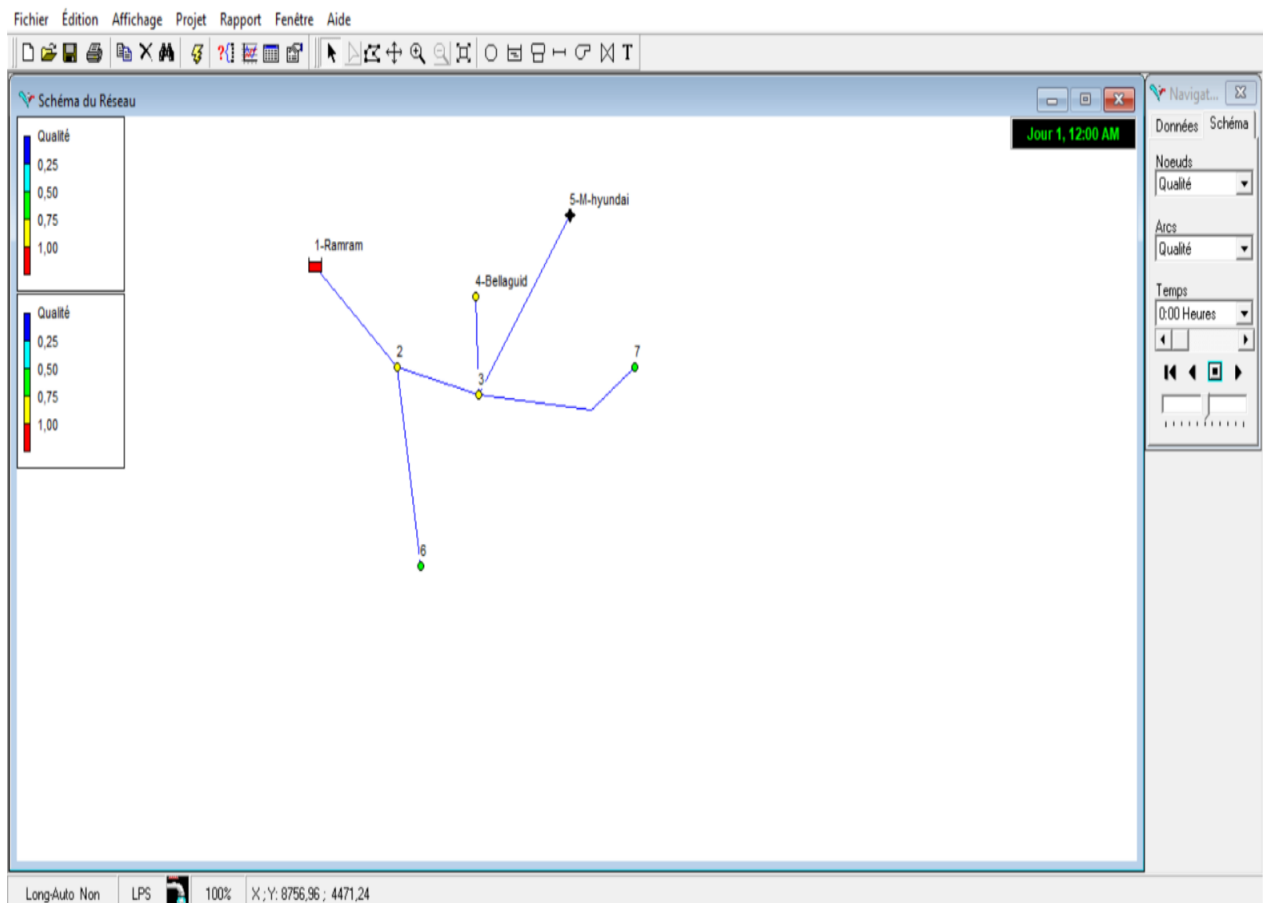 Fichier Édition Affichage Projet Rapport Fenêtre Aide
T
Schéma du Réseau
Navigat...
Qualité
0,25
0,50
0,75
1,00
Qualité
0,25
0,50
0,75
1,00
Jour 1, 12:00 AM
5-M-hyundai
1-Ramram
4-Bellaguid
2
3
7
6
Données Schéma
Noeuds
Qualité
Arcs
Qualité
Temps
0:00 Heures
Long-Auto Non LPS 100% X ; Y: 8756,96 ; 4471,24